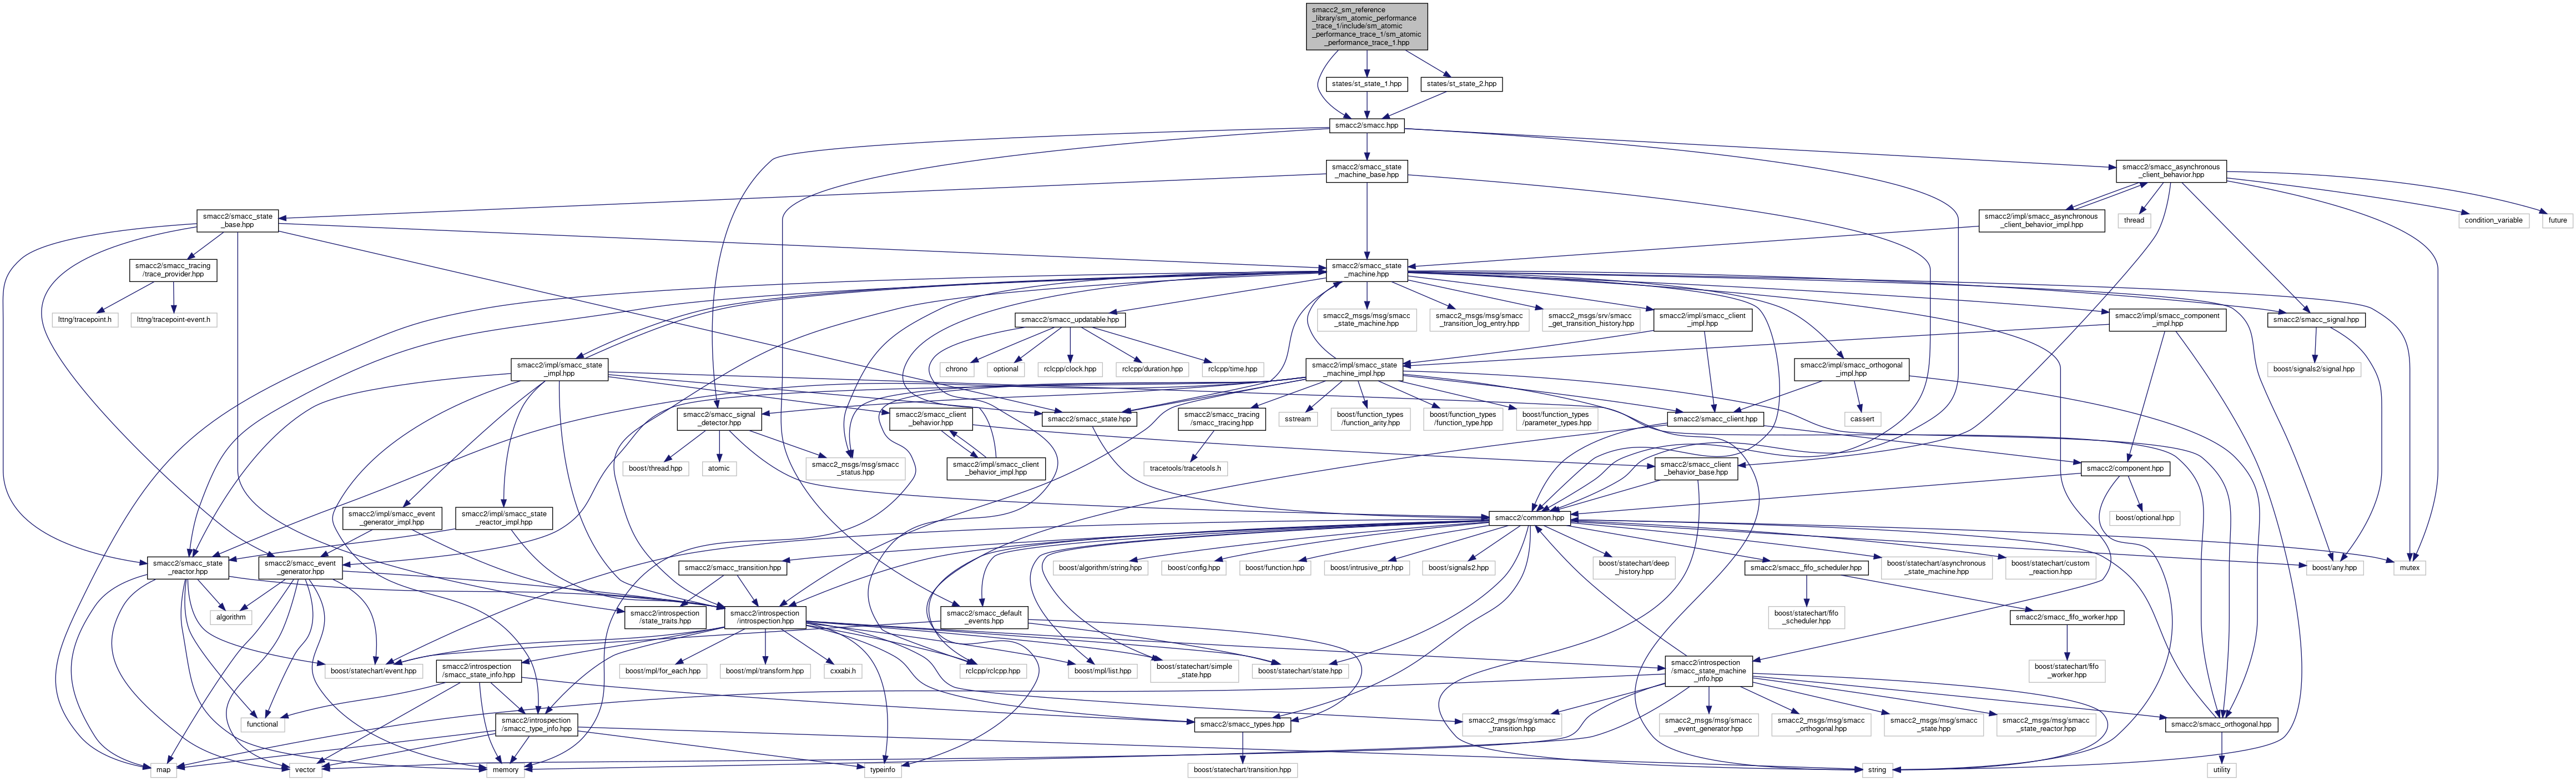 smacc2_sm_reference
_library/sm_atomic_performance
_trace_1/include/sm_atomic
_performance_trace_1/sm_atomic
_performance_trace_1.hpp
states/st_state_1.hpp
states/st_state_2.hpp
smacc2/smacc.hpp
smacc2/smacc_state
_machine_base.hpp
smacc2/smacc_asynchronous
_client_behavior.hpp
smacc2/smacc_state
_base.hpp
smacc2/impl/smacc_asynchronous
_client_behavior_impl.hpp
thread
condition_variable
future
smacc2/smacc_tracing
/trace_provider.hpp
smacc2/smacc_state
_machine.hpp
lttng/tracepoint.h
lttng/tracepoint-event.h
smacc2/smacc_updatable.hpp
smacc2_msgs/msg/smacc
_state_machine.hpp
smacc2_msgs/msg/smacc
_transition_log_entry.hpp
smacc2_msgs/srv/smacc
_get_transition_history.hpp
smacc2/impl/smacc_client
_impl.hpp
smacc2/impl/smacc_component
_impl.hpp
smacc2/smacc_signal.hpp
smacc2/impl/smacc_state
_impl.hpp
chrono
optional
rclcpp/clock.hpp
rclcpp/duration.hpp
rclcpp/time.hpp
smacc2/impl/smacc_state
_machine_impl.hpp
smacc2/impl/smacc_orthogonal
_impl.hpp
boost/signals2/signal.hpp
smacc2/smacc_signal
_detector.hpp
smacc2/smacc_client
_behavior.hpp
smacc2/smacc_state.hpp
smacc2/smacc_tracing
/smacc_tracing.hpp
sstream
boost/function_types
/function_arity.hpp
boost/function_types
/function_type.hpp
boost/function_types
/parameter_types.hpp
smacc2/smacc_client.hpp
cassert
boost/thread.hpp
atomic
smacc2_msgs/msg/smacc
_status.hpp
smacc2/impl/smacc_client
_behavior_impl.hpp
tracetools/tracetools.h
smacc2/smacc_client
_behavior_base.hpp
smacc2/component.hpp
smacc2/impl/smacc_event
_generator_impl.hpp
smacc2/impl/smacc_state
_reactor_impl.hpp
smacc2/common.hpp
boost/optional.hpp
smacc2/smacc_state
_reactor.hpp
smacc2/smacc_event
_generator.hpp
smacc2/smacc_transition.hpp
boost/algorithm/string.hpp
boost/config.hpp
boost/function.hpp
boost/intrusive_ptr.hpp
boost/signals2.hpp
boost/statechart/deep
_history.hpp
smacc2/smacc_fifo_scheduler.hpp
boost/statechart/asynchronous
_state_machine.hpp
boost/statechart/custom
_reaction.hpp
boost/any.hpp
mutex
algorithm
smacc2/introspection
/state_traits.hpp
smacc2/introspection
/introspection.hpp
smacc2/smacc_default
_events.hpp
boost/statechart/fifo
_scheduler.hpp
smacc2/smacc_fifo_worker.hpp
boost/statechart/event.hpp
smacc2/introspection
/smacc_state_info.hpp
boost/mpl/for_each.hpp
boost/mpl/transform.hpp
cxxabi.h
rclcpp/rclcpp.hpp
boost/mpl/list.hpp
boost/statechart/simple
_state.hpp
boost/statechart/state.hpp
smacc2/introspection
/smacc_state_machine
_info.hpp
boost/statechart/fifo
_worker.hpp
functional
smacc2/introspection
/smacc_type_info.hpp
smacc2/smacc_types.hpp
smacc2_msgs/msg/smacc
_transition.hpp
smacc2_msgs/msg/smacc
_event_generator.hpp
smacc2_msgs/msg/smacc
_orthogonal.hpp
smacc2_msgs/msg/smacc
_state.hpp
smacc2_msgs/msg/smacc
_state_reactor.hpp
smacc2/smacc_orthogonal.hpp
map
vector
memory
typeinfo
boost/statechart/transition.hpp
string
utility